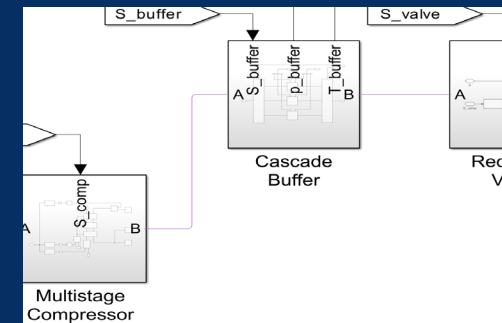 S_buffer
S_valve
S_buffer
p_buffer
T_buffer
A
B
A
Cascade
Buffer
S_comp
A
B
Multistage
Compressor